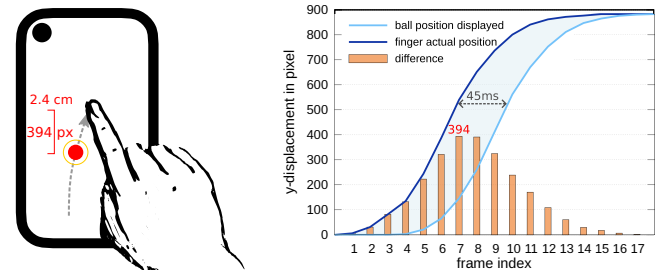 2.4 cm
394 px
y-displacement in pixel
900
800
700
600
500
400
300
200
100
0
ball position displayed
finger actual position
difference
45ms
394
1 2 3 4 5 6 7 8 9 10 11 12 13 14 15 16 17
frame index